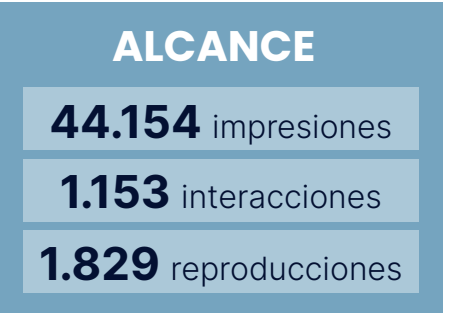 ALCANCE
44.154 impresiones
1.153 interacciones
1.829 reproducciones